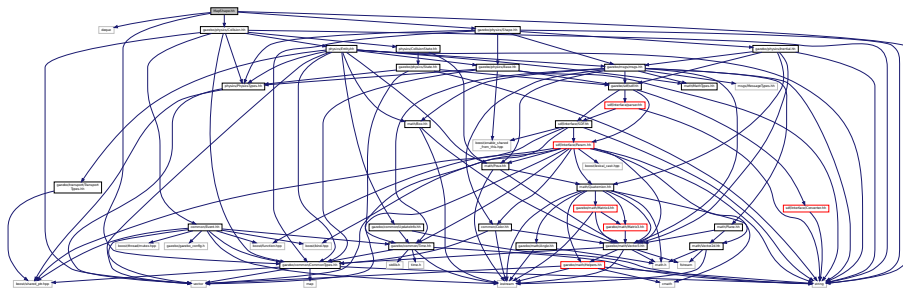 MapShape.hh
deque
gazebo/physics/Collision.hh
gazebo/physics/Shape.hh
physics/Entity.hh
physics/CollisionState.hh
gazebo/physics/Inertial.hh
gazebo/physics/State.hh
gazebo/physics/Base.hh
gazebo/msgs/msgs.hh
physics/PhysicsTypes.hh
gazebo/sdf/sdf.hh
math/MathTypes.hh
msgs/MessageTypes.hh
sdf/interface/parser.hh
math/Box.hh
sdf/interface/SDF.hh
boost/enable_shared
_from_this.hpp
sdf/interface/Param.hh
math/Pose.hh
boost/lexical_cast.hpp
gazebo/transport/Transport
Types.hh
math/Quaternion.hh
gazebo/math/Matrix4.hh
sdf/interface/Converter.hh
common/Event.hh
gazebo/common/UpdateInfo.hh
common/Color.hh
gazebo/math/Matrix3.hh
math/Plane.hh
boost/thread/mutex.hpp
gazebo/gazebo_config.h
boost/function.hpp
boost/bind.hpp
gazebo/common/Time.hh
gazebo/math/Angle.hh
gazebo/math/Vector3.hh
math/Vector2d.hh
gazebo/common/CommonTypes.hh
stdlib.h
time.h
gazebo/math/Helpers.hh
math.h
fstream
boost/shared_ptr.hpp
vector
map
iostream
cmath
string